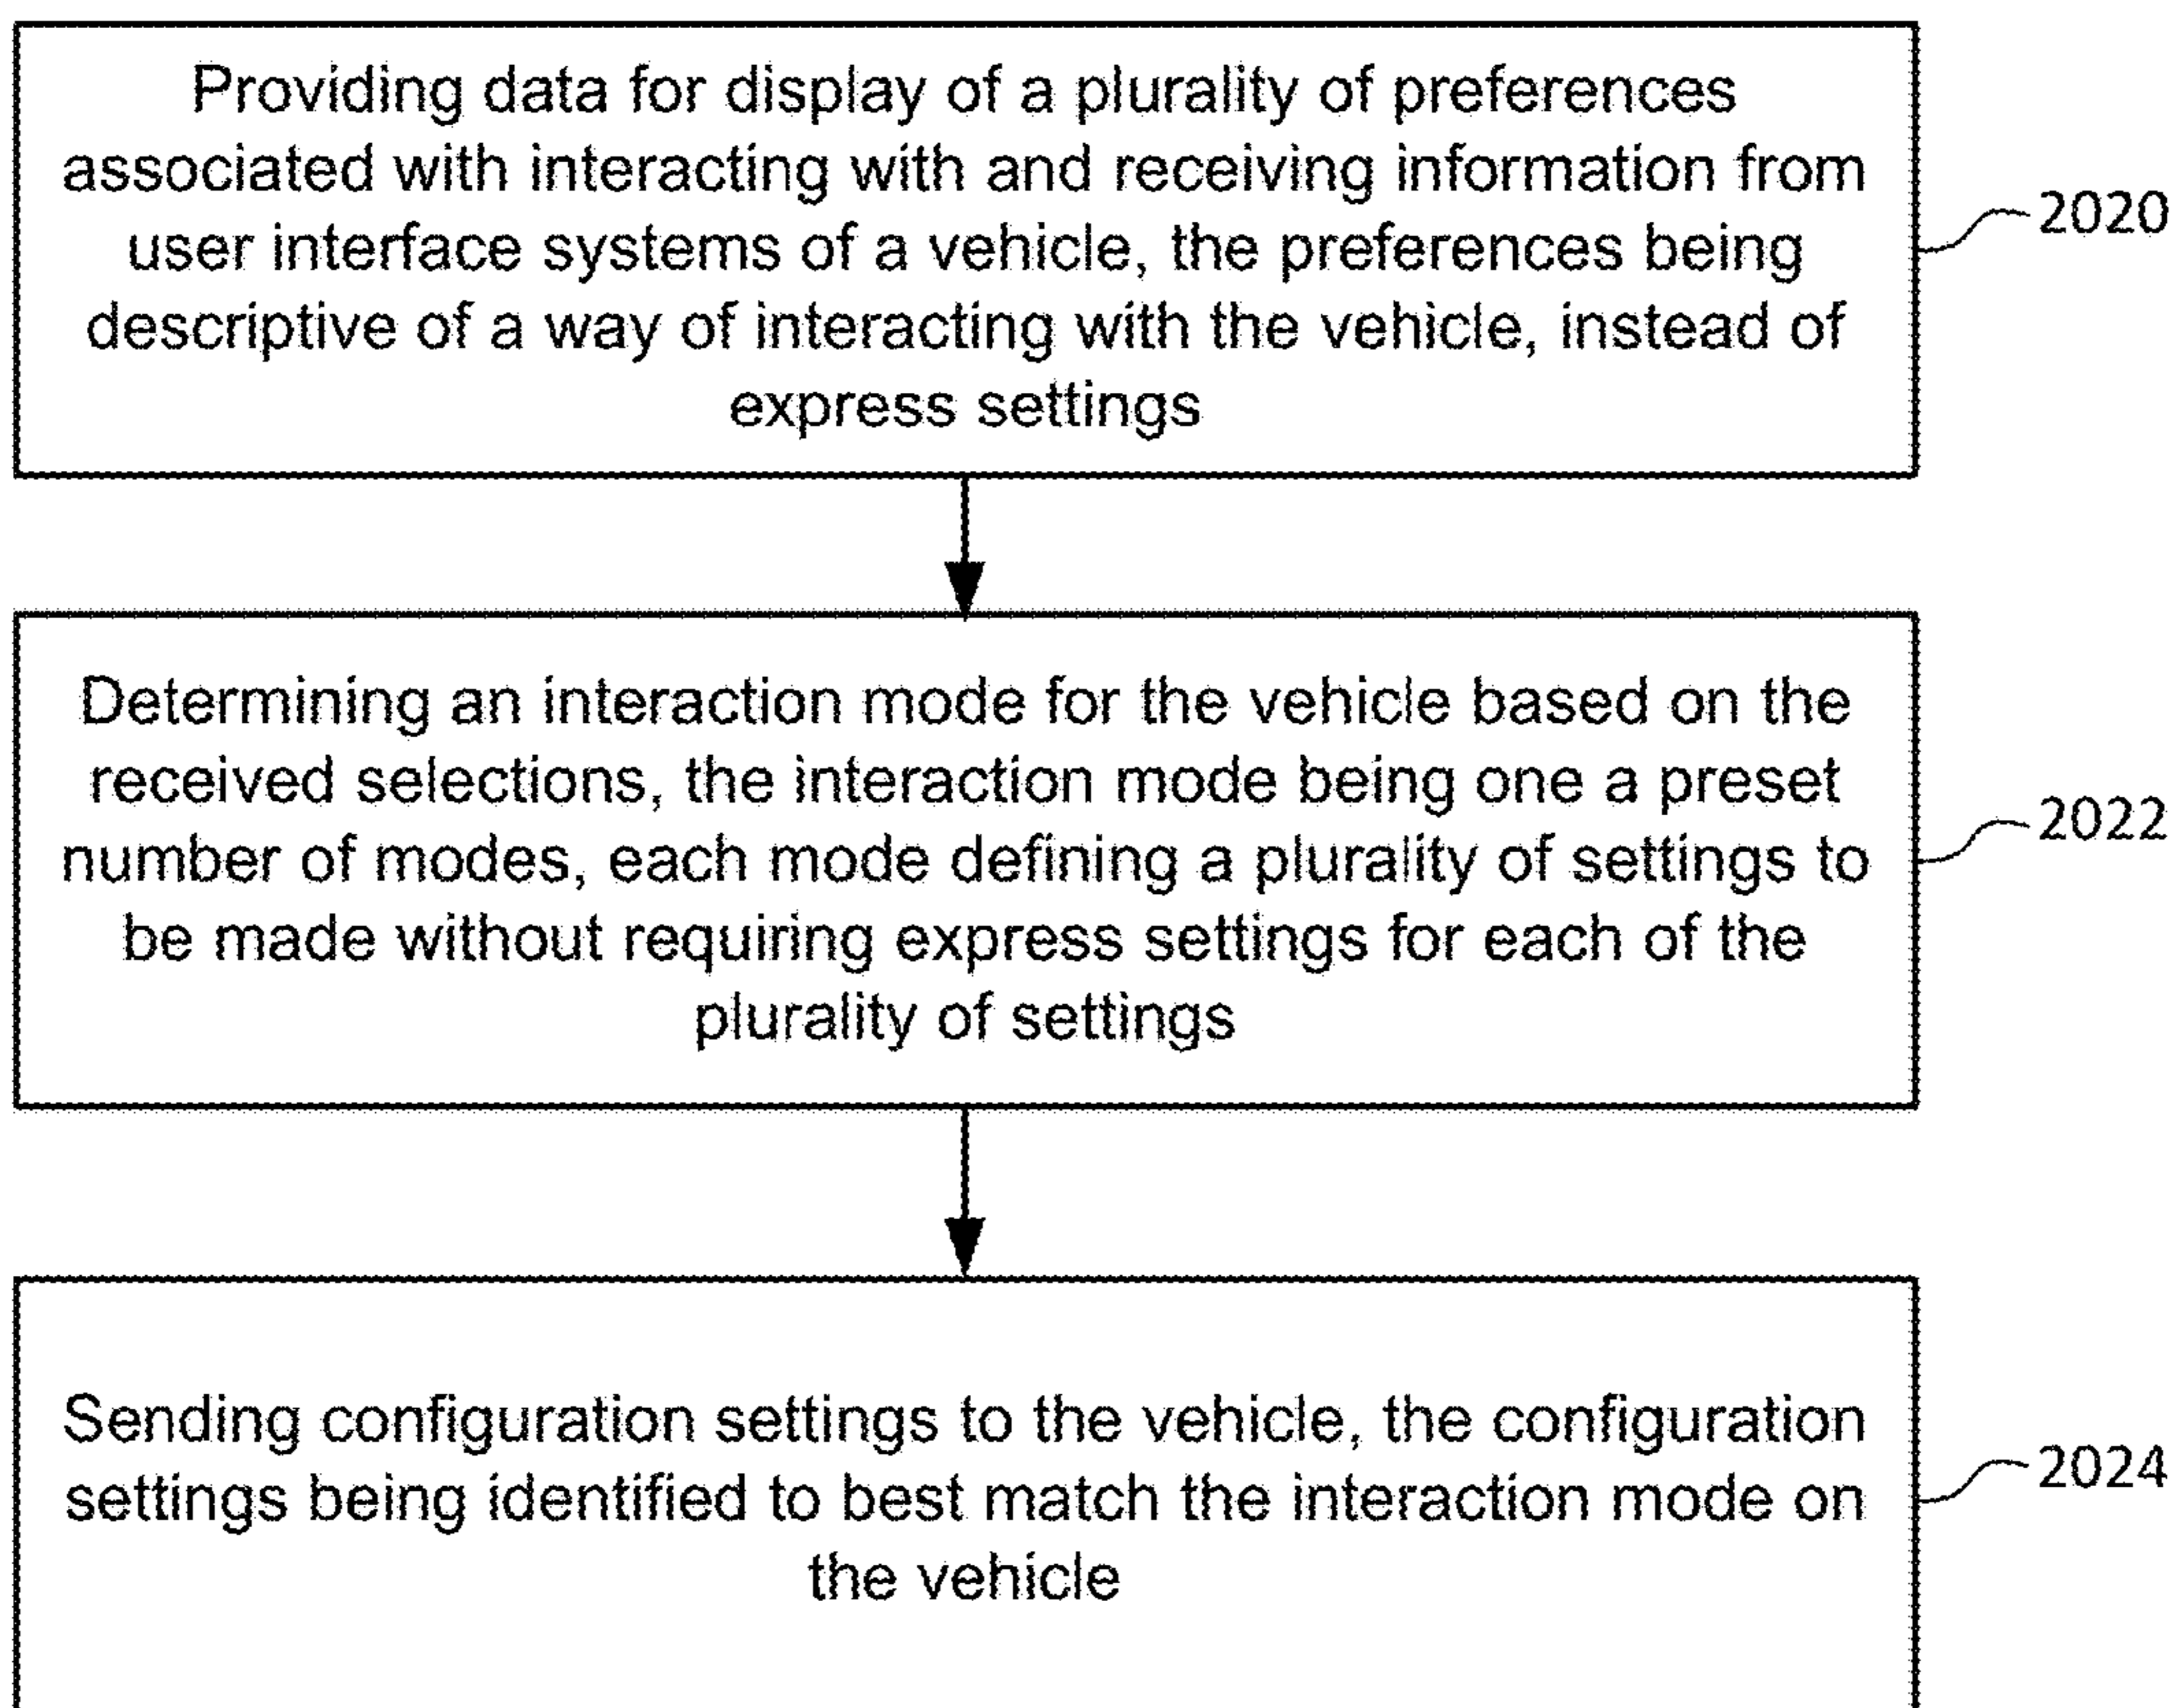 Providing data for display of a plurality of preferences
associated with interacting with and receiving information from
user interface systems of a vehicle, the preferences being
descriptive of a way of interacting with the vehicle, instead of
express settings
2020
Determining an interaction mode for the vehicle based on the
received selections, the interaction mode being one a preset
number of modes, each mode defining a plurality of settings to
be made without requiring express settings for each of the
plurality of settings
2022
Sending configuration settings to the vehicle, the configuration
settings being identified to best match the interaction mode on
the vehicle
2024